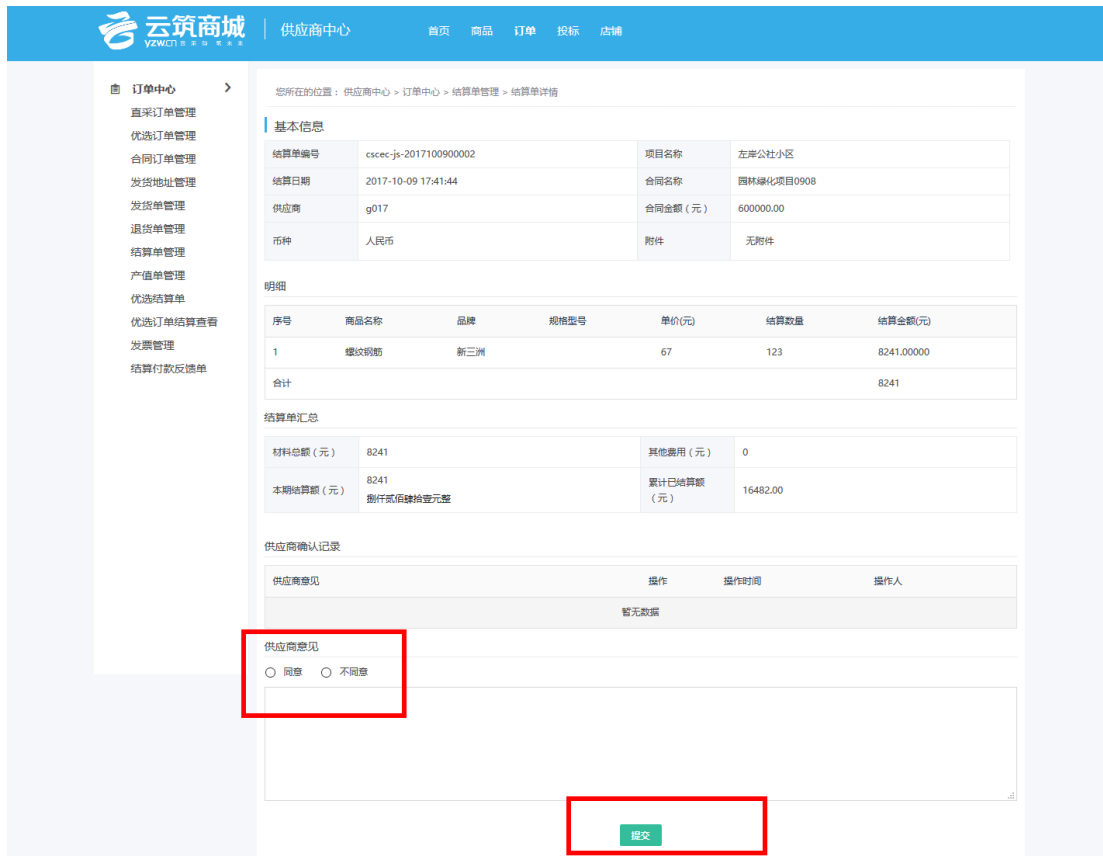 云筑商城 供应商中心 首页 商品 订单 投标 店铺
yzw.cn
订单中心
直采订单管理
优选订单管理
合同订单管理
发货地址管理
发货单管理
退货单管理
结算单管理
产值单管理
优选结算单
优选订单结算查看
发票管理
结算付款反馈单
您所在的位置：供应商中心 > 订单中心 > 结算单管理 > 结算单详情
基本信息
结算单编号 cscec-js-2017100900002 项目名称 左岸公社小区
结算日期 2017-10-09 17:41:44 合同名称 园林绿化项目0908
供应商 g017 合同金额（元） 600000.00
币种 人民币 附件 无附件
明细
序号 商品名称 品牌 规格型号 单价(元) 结算数量 结算金额(元)
1 螺纹钢筋 新三洲 67 123 8241.00000
合计 8241
结算单汇总
材料总额（元） 8241 其他费用（元） 0
本期结算额（元） 8241
捌仟贰佰肆拾壹元整
累计已结算额
（元） 16482.00
供应商确认记录
供应商意见 操作 操作时间 操作人
暂无数据
供应商意见
同意 不同意
提交